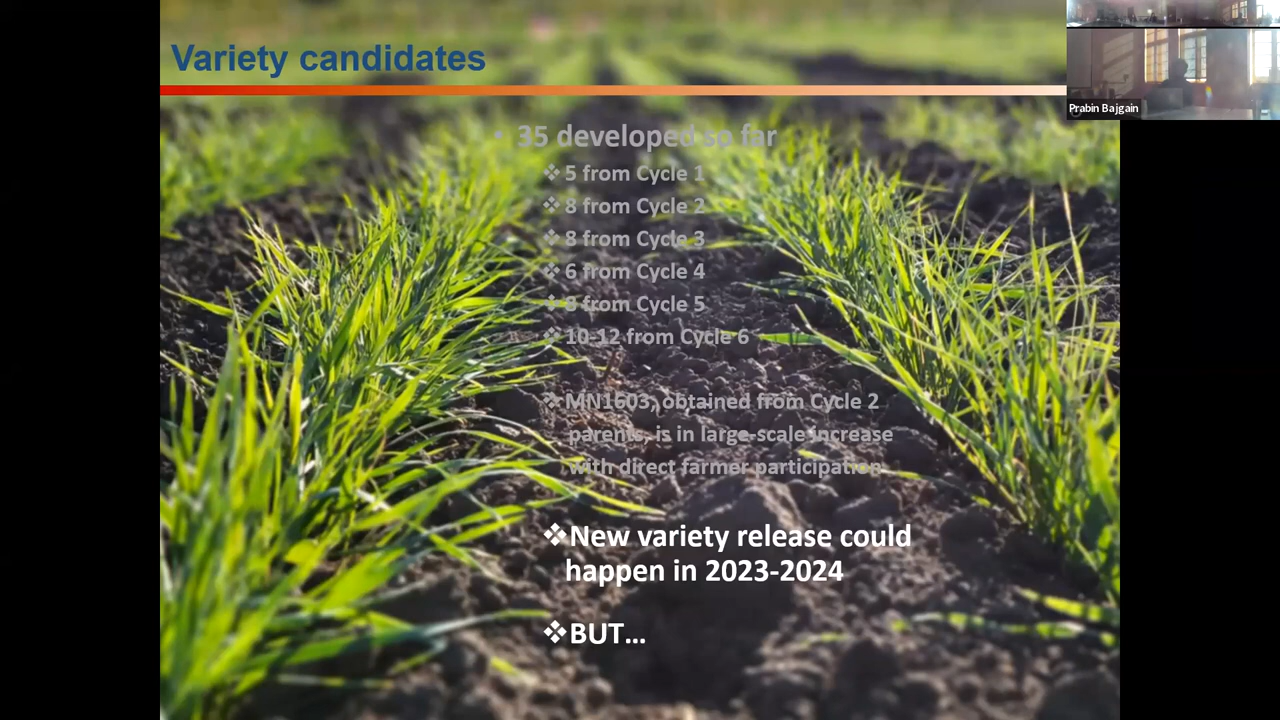 Variety candidates
Prabin Bajgain
• 35 developed so far
❖ 5 from Cycle 1
❖ 8 from Cycle 2
❖ 8 from Cycle 3
❖ 6 from Cycle 4
❖ 8 from Cycle 5
❖ 10-12 from Cycle 6
❖ MN1603, obtained from Cycle 2
parents, is in large-scale increase
with direct farmer participation
❖New variety release could
happen in 2023-2024
❖BUT…